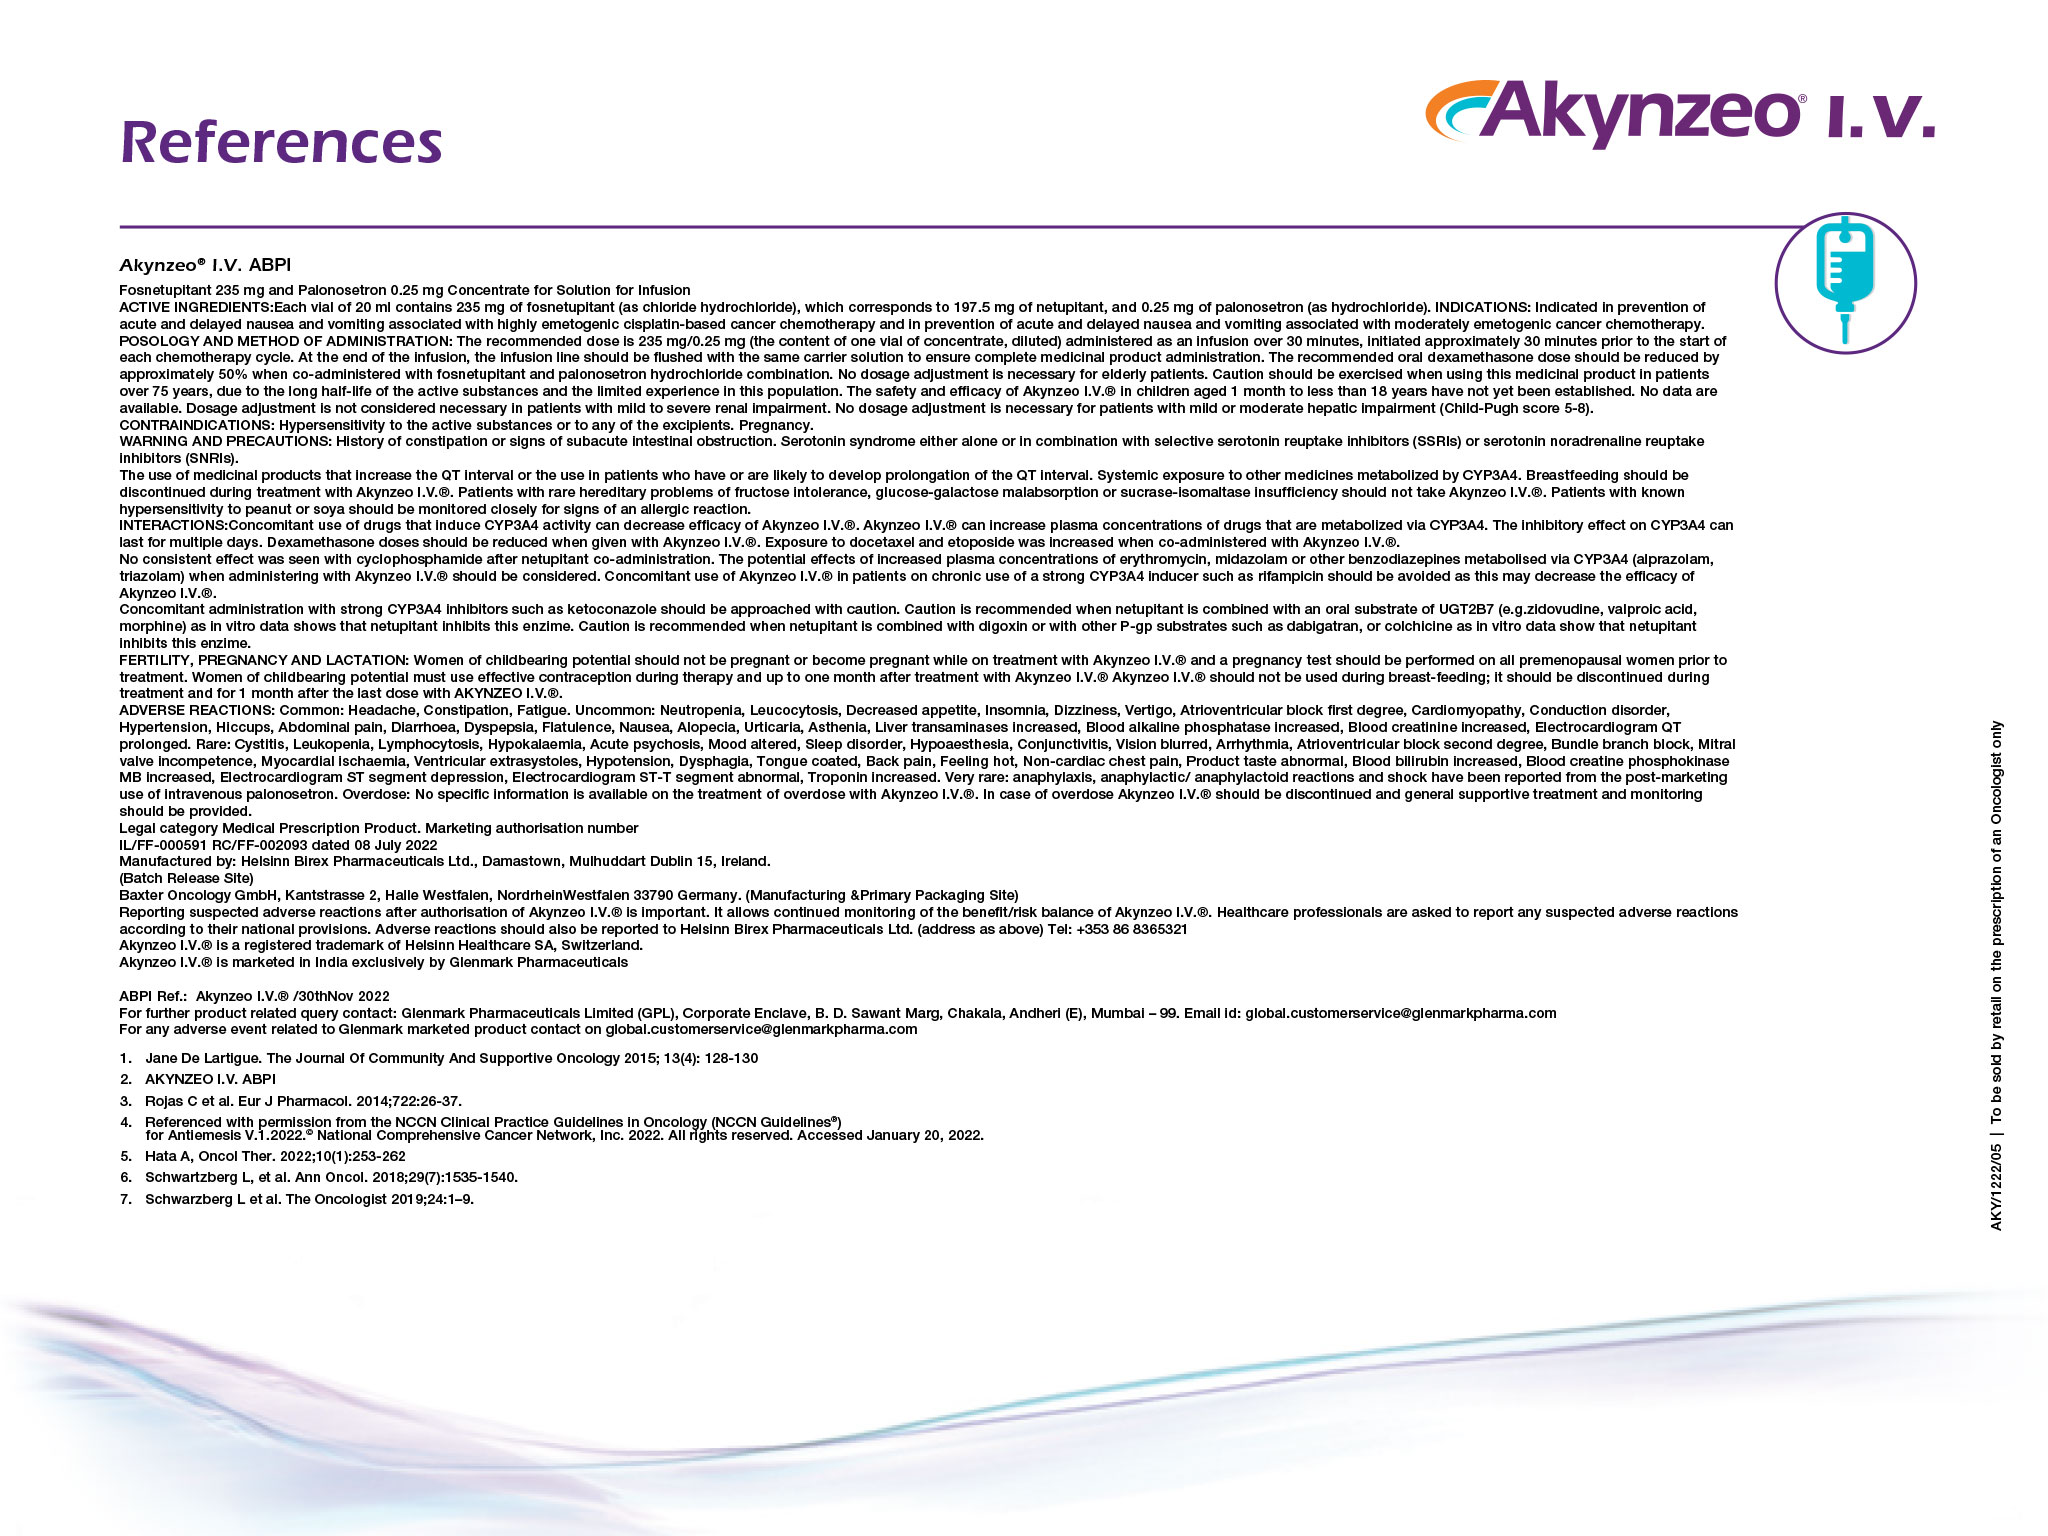 References
Akynzeo® I.V.
Akynzeo® I.V. ABPI
Fosnetupitant 235 mg and Palonosetron 0.25 mg Concentrate for Solution for Infusion
ACTIVE INGREDIENTS:Each vial of 20 ml contains 235 mg of fosnetupitant (as chloride hydrochloride), which corresponds to 197.5 mg of netupitant, and 0.25 mg of palonosetron (as hydrochloride). INDICATIONS: Indicated in prevention of
acute and delayed nausea and vomiting associated with highly emetogenic cisplatin-based cancer chemotherapy and in prevention of acute and delayed nausea and vomiting associated with moderately emetogenic cancer chemotherapy.
POSOLOGY AND METHOD OF ADMINISTRATION: The recommended dose is 235 mg/0.25 mg (the content of one vial of concentrate, diluted) administered as an infusion over 30 minutes, initiated approximately 30 minutes prior to the start of
each chemotherapy cycle. At the end of the infusion, the infusion line should be flushed with the same carrier solution to ensure complete medicinal product administration. The recommended oral dexamethasone dose should be reduced by
approximately 50% when co-administered with fosnetupitant and palonosetron hydrochloride combination. No dosage adjustment is necessary for elderly patients. Caution should be exercised when using this medicinal product in patients
over 75 years, due to the long half-life of the active substances and the limited experience in this population. The safety and efficacy of Akynzeo I.V.® in children aged 1 month to less than 18 years have not yet been established. No data are
available. Dosage adjustment is not considered necessary in patients with mild to severe renal impairment. No dosage adjustment is necessary for patients with mild or moderate hepatic impairment (Child-Pugh score 5-8).
CONTRAINDICATIONS: Hypersensitivity to the active substances or to any of the excipients. Pregnancy.
WARNING AND PRECAUTIONS: History of constipation or signs of subacute intestinal obstruction. Serotonin syndrome either alone or in combination with selective serotonin reuptake inhibitors (SSRIs) or serotonin noradrenaline reuptake
inhibitors (SNRIs).
The use of medicinal products that increase the QT interval or the use in patients who have or are likely to develop prolongation of the QT interval. Systemic exposure to other medicines metabolized by CYP3A4. Breastfeeding should be
discontinued during treatment with Akynzeo I.V.®. Patients with rare hereditary problems of fructose intolerance, glucose-galactose malabsorption or sucrase-isomaltase insufficiency should not take Akynzeo I.V.®. Patients with known
hypersensitivity to peanut or soya should be monitored closely for signs of an allergic reaction.
INTERACTIONS:Concomitant use of drugs that induce CYP3A4 activity can decrease efficacy of Akynzeo I.V.®. Akynzeo I.V.® can increase plasma concentrations of drugs that are metabolized via CYP3A4. The inhibitory effect on CYP3A4 can
last for multiple days. Dexamethasone doses should be reduced when given with Akynzeo I.V.®. Exposure to docetaxel and etoposide was increased when co-administered with Akynzeo I.V.®.
No consistent effect was seen with cyclophosphamide after netupitant co-administration. The potential effects of increased plasma concentrations of erythromycin, midazolam or other benzodiazepines metabolised via CYP3A4 (alprazolam,
triazolam) when administering with Akynzeo I.V.® should be considered. Concomitant use of Akynzeo I.V.® in patients on chronic use of a strong CYP3A4 inducer such as rifampicin should be avoided as this may decrease the efficacy of
Akynzeo I.V.®.
Concomitant administration with strong CYP3A4 inhibitors such as ketoconazole should be approached with caution. Caution is recommended when netupitant is combined with an oral substrate of UGT2B7 (e.g.zidovudine, valproic acid,
morphine) as in vitro data shows that netupitant inhibits this enzime. Caution is recommended when netupitant is combined with digoxin or with other P-gp substrates such as dabigatran, or colchicine as in vitro data show that netupitant
inhibits this enzime.
FERTILITY, PREGNANCY AND LACTATION: Women of childbearing potential should not be pregnant or become pregnant while on treatment with Akynzeo I.V.® and a pregnancy test should be performed on all premenopausal women prior to
treatment. Women of childbearing potential must use effective contraception during therapy and up to one month after treatment with Akynzeo I.V.® Akynzeo I.V.® should not be used during breast-feeding; it should be discontinued during
treatment and for 1 month after the last dose with AKYNZEO I.V.®.
ADVERSE REACTIONS: Common: Headache, Constipation, Fatigue. Uncommon: Neutropenia, Leucocytosis, Decreased appetite, Insomnia, Dizziness, Vertigo, Atrioventricular block first degree, Cardiomyopathy, Conduction disorder,
Hypertension, Hiccups, Abdominal pain, Diarrhoea, Dyspepsia, Flatulence, Nausea, Alopecia, Urticaria, Asthenia, Liver transaminases increased, Blood alkaline phosphatase increased, Blood creatinine increased, Electrocardiogram QT
prolonged. Rare: Cystitis, Leukopenia, Lymphocytosis, Hypokalaemia, Acute psychosis, Mood altered, Sleep disorder, Hypoaesthesia, Conjunctivitis, Vision blurred, Arrhythmia, Atrioventricular block second degree, Bundle branch block, Mitral
valve incompetence, Myocardial ischaemia, Ventricular extrasystoles, Hypotension, Dysphagia, Tongue coated, Back pain, Feeling hot, Non-cardiac chest pain, Product taste abnormal, Blood bilirubin increased, Blood creatine phosphokinase
MB increased, Electrocardiogram ST segment depression, Electrocardiogram ST-T segment abnormal, Troponin increased. Very rare: anaphylaxis, anaphylactic/ anaphylactoid reactions and shock have been reported from the post-marketing
use of intravenous palonosetron. Overdose: No specific information is available on the treatment of overdose with Akynzeo I.V.®. In case of overdose Akynzeo I.V.® should be discontinued and general supportive treatment and monitoring
should be provided.
Legal category Medical Prescription Product. Marketing authorisation number
IL/FF-000591 RC/FF-002093 dated 08 July 2022
Manufactured by: Helsinn Birex Pharmaceuticals Ltd., Damastown, Mulhuddart Dublin 15, Ireland.
(Batch Release Site)
Baxter Oncology GmbH, Kantstrasse 2, Halle Westfalen, NordrheinWestfalen 33790 Germany. (Manufacturing &Primary Packaging Site)
Reporting suspected adverse reactions after authorisation of Akynzeo I.V.® is important. It allows continued monitoring of the benefit/risk balance of Akynzeo I.V.®. Healthcare professionals are asked to report any suspected adverse reactions
according to their national provisions. Adverse reactions should also be reported to Helsinn Birex Pharmaceuticals Ltd. (address as above) Tel: +353 86 8365321
Akynzeo I.V.® is a registered trademark of Helsinn Healthcare SA, Switzerland.
Akynzeo I.V.® is marketed in India exclusively by Glenmark Pharmaceuticals
ABPI Ref.: Akynzeo I.V.® /30thNov 2022
For further product related query contact: Glenmark Pharmaceuticals Limited (GPL), Corporate Enclave, B. D. Sawant Marg, Chakala, Andheri (E), Mumbai – 99. Email id: global.customerservice@glenmarkpharma.com
For any adverse event related to Glenmark marketed product contact on global.customerservice@glenmarkpharma.com
1. Jane De Lartigue. The Journal Of Community And Supportive Oncology 2015; 13(4): 128-130
2. AKYNZEO I.V. ABPI
3. Rojas C et al. Eur J Pharmacol. 2014;722:26-37.
4. Referenced with permission from the NCCN Clinical Practice Guidelines in Oncology (NCCN Guidelines®)
for Antiemesis V.1.2022.© National Comprehensive Cancer Network, Inc. 2022. All rights reserved. Accessed January 20, 2022.
5. Hata A, Oncol Ther. 2022;10(1):253-262
6. Schwartzberg L, et al. Ann Oncol. 2018;29(7):1535-1540.
7. Schwarzberg L et al. The Oncologist 2019;24:1–9.
AKY/1222/05 | To be sold by retail on the prescription of an Oncologist only